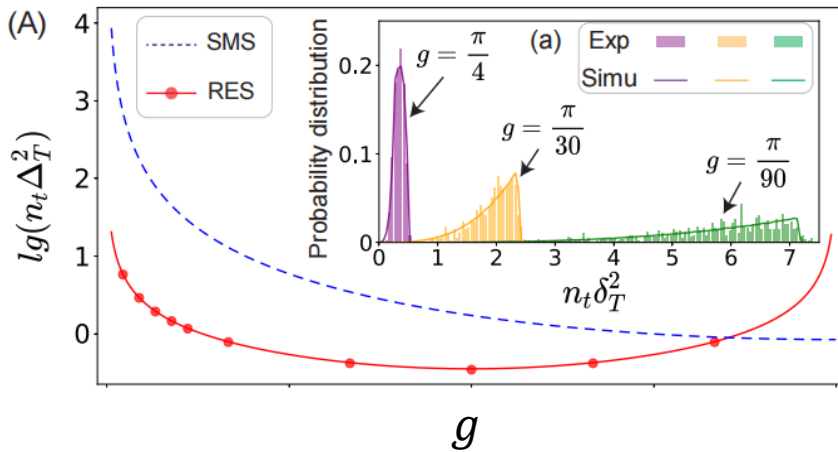 (A)
4
3
2
1
0
lg(n_tΔ_T^2)
SMS
RES
(a)
Exp
Simu
g = π/4
g = π/30
g = π/90
Probability distribution
0.2
0.1
0
0 1 2 3 4 5 6 7
n_tδ_T^2
g